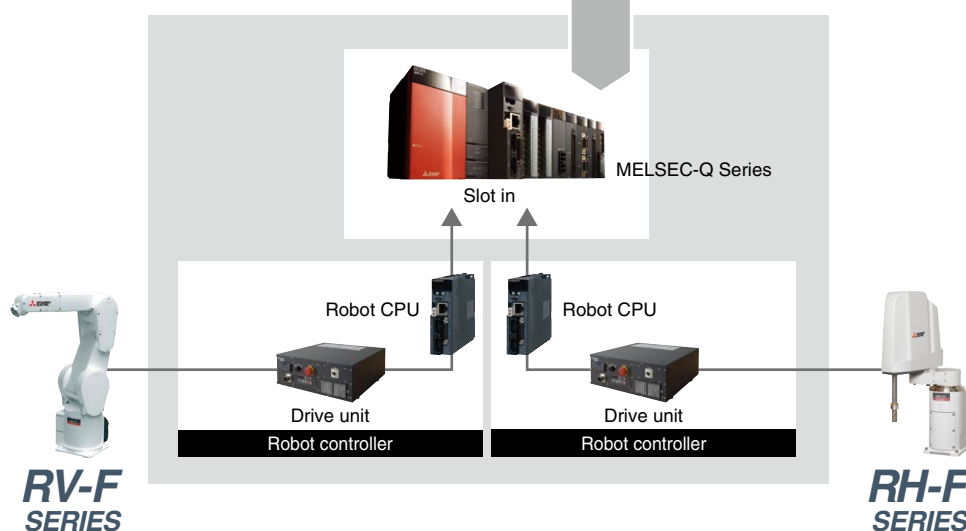 MELSEC-Q Series
Slot in
Robot CPU
Robot CPU
Drive unit
Drive unit
Robot controller
Robot controller
RV-F
SERIES
RH-F
SERIES